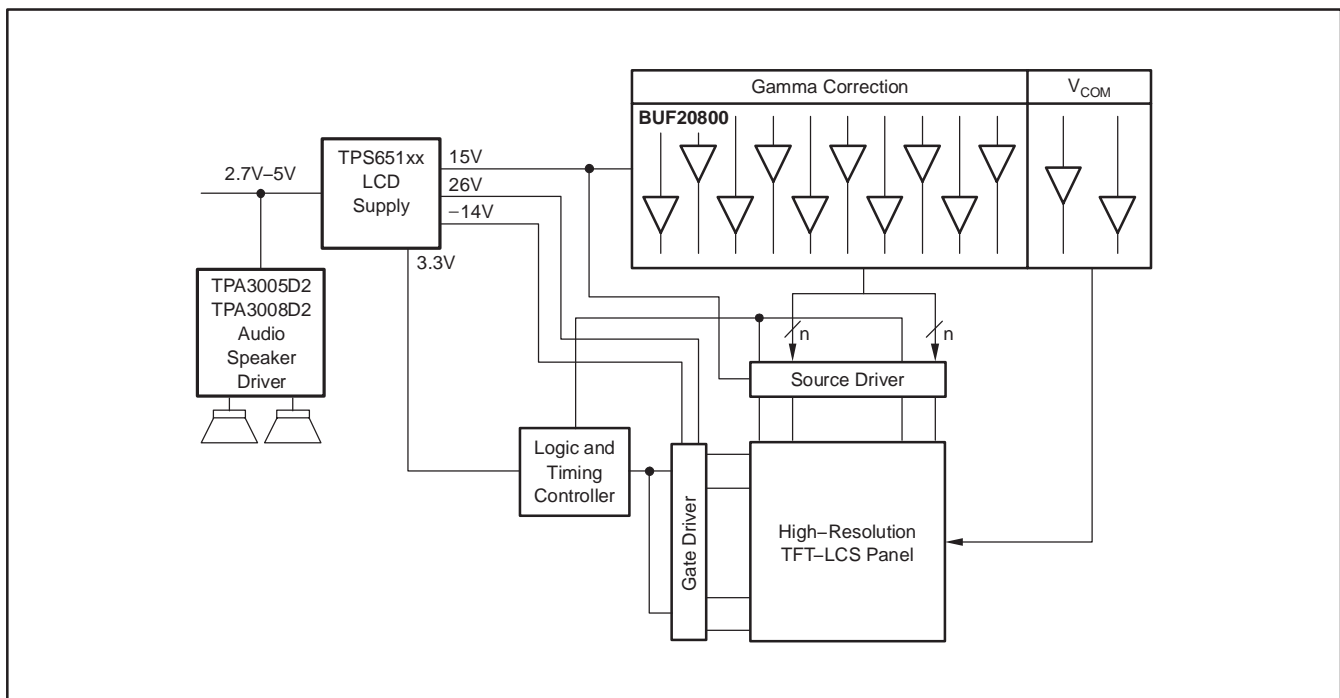 Gamma Correction
V_COM
BUF20800
TPS651xx
LCD
Supply
15V
26V
−14V
3.3V
2.7V–5V
TPA3005D2
TPA3008D2
Audio
Speaker
Driver
n
n
Source Driver
Logic and
Timing
Controller
Gate Driver
High−Resolution
TFT−LCS Panel